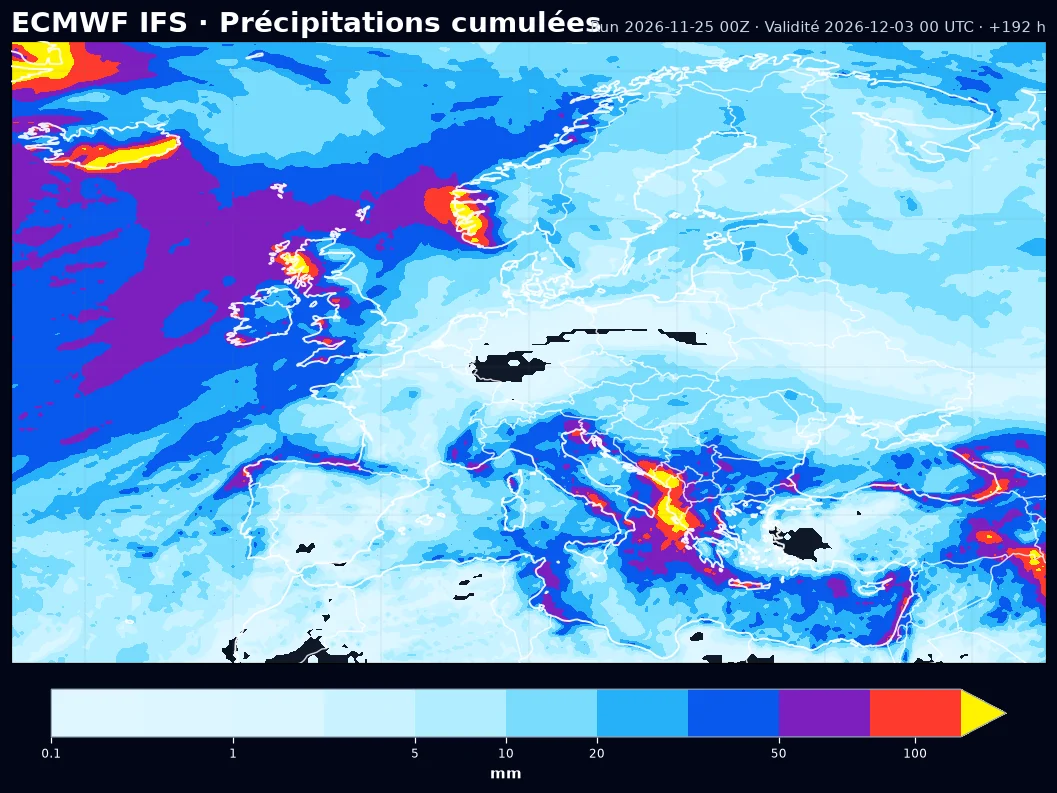 ECMWF IFS · Précipitations cumulées
Run 2026-11-25 00Z · Validité 2026-12-03 00 UTC · +192 h
0.1 1 5 10 20 50 100
mm